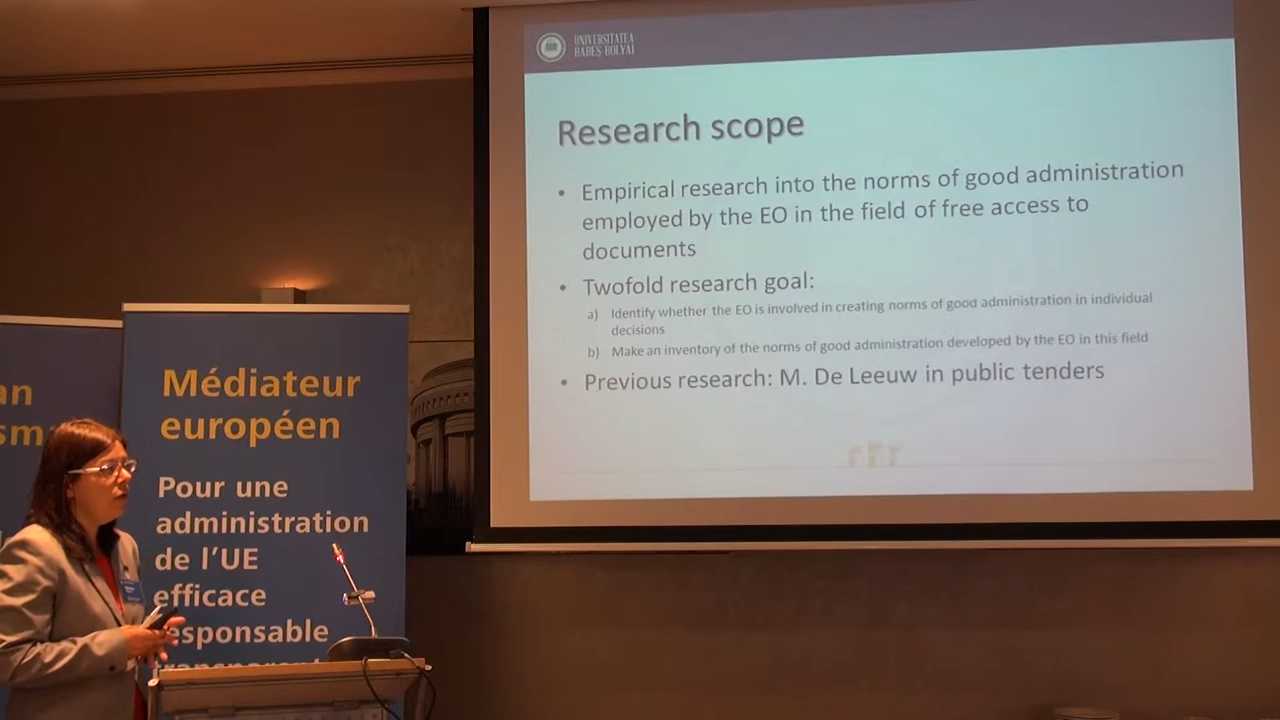 UNIVERSITATEA
BABEȘ-BOLYAI
Research scope
• Empirical research into the norms of good administration
employed by the EO in the field of free access to
documents
• Twofold research goal:
a) Identify whether the EO is involved in creating norms of good administration in individual
decisions
b) Make an inventory of the norms of good administration developed by the EO in this field
• Previous research: M. De Leeuw in public tenders
an
sm
Médiateur
européen
Pour une
administration
de l’UE
efficace
responsable